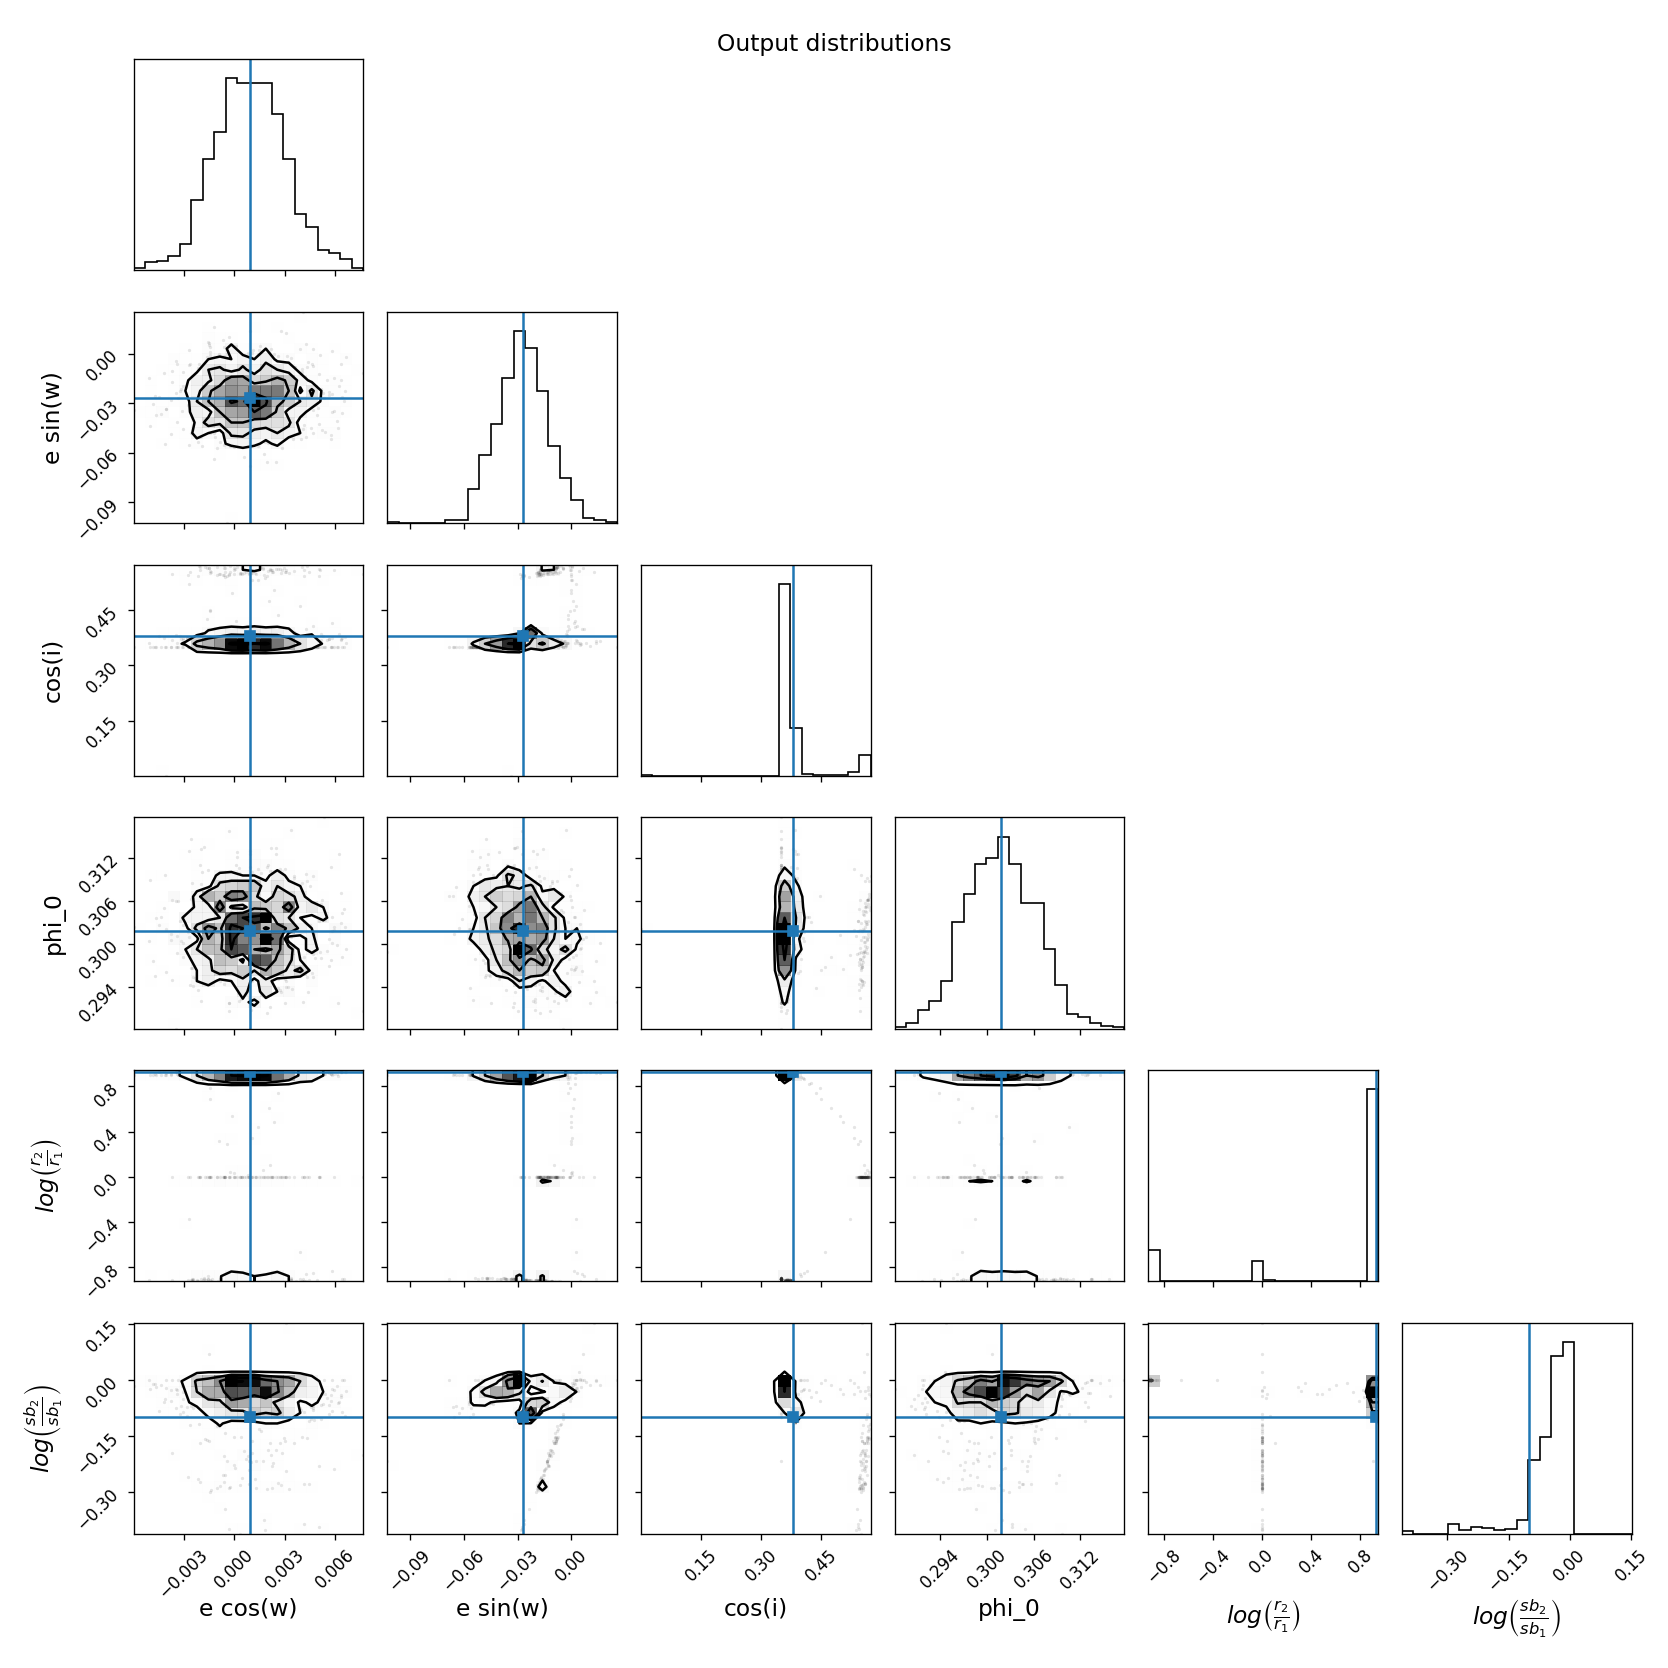 Output distributions
e sin(w)
0.00
−0.03
−0.06
−0.09
cos(i)
0.45
0.30
0.15
phi_0
0.312
0.306
0.300
0.294
log(r₂/r₁)
0.8
0.4
0.0
−0.4
−0.8
log(sb₂/sb₁)
0.15
0.00
−0.15
−0.30
−0.003 0.000 0.003 0.006
−0.09 −0.06 −0.03 0.00
0.15 0.30 0.45
0.294 0.300 0.306 0.312
−0.8 −0.4 0.0 0.4 0.8
−0.30 −0.15 0.00 0.15
e cos(w)
e sin(w)
cos(i)
phi_0
log(r₂/r₁)
log(sb₂/sb₁)